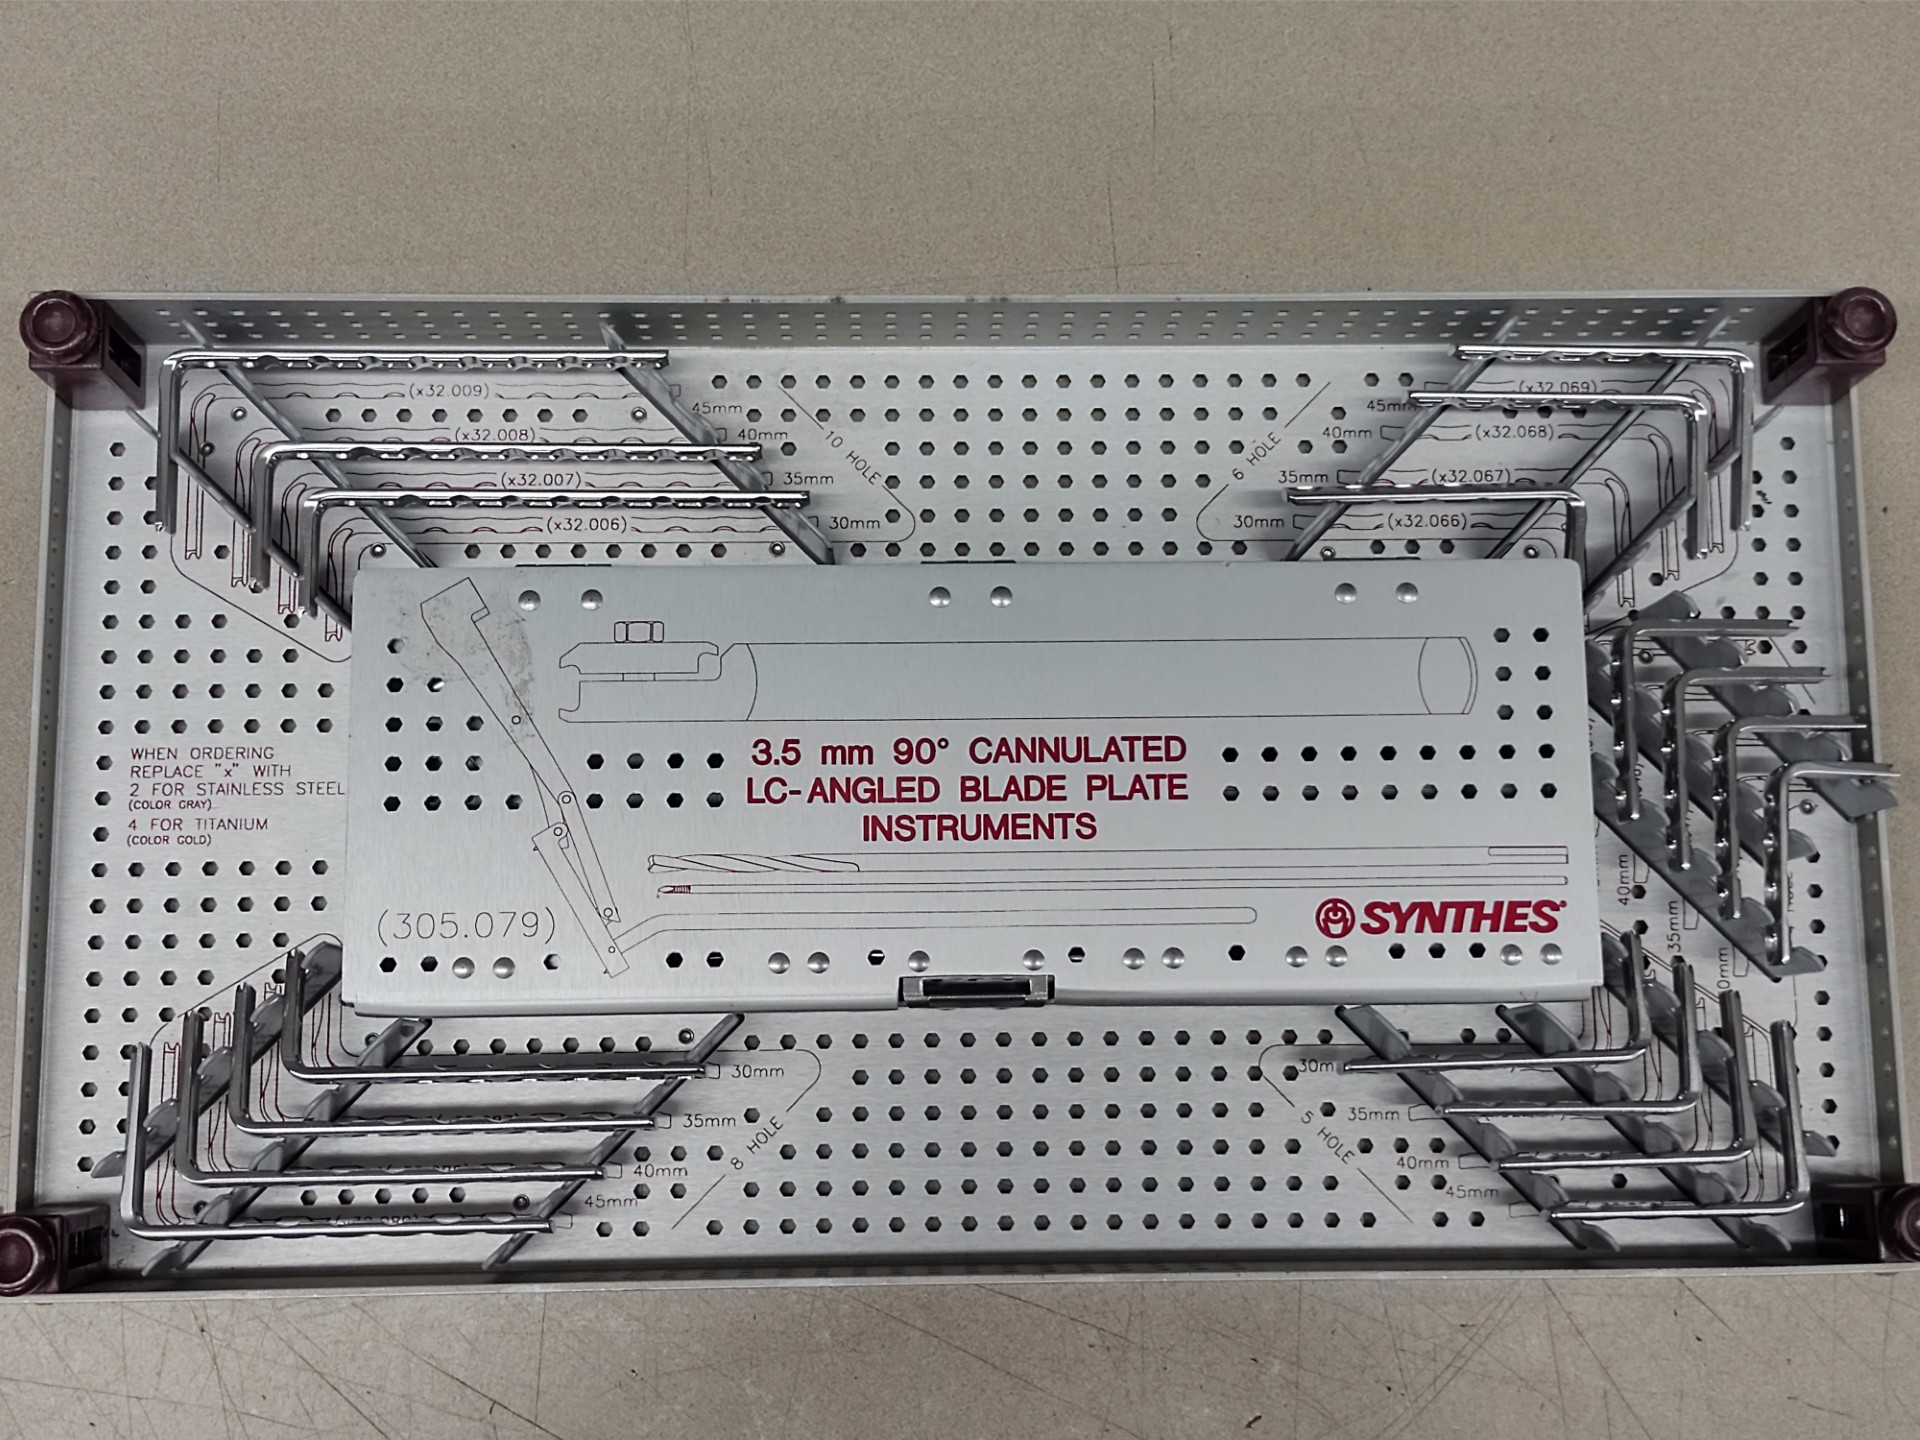 (x32.009)
45mm
(x32.008)
40mm
(x32.007)
35mm
(x32.006)
30mm
10 HOLE
(x32.069)
45mm
40mm
(x32.068)
35mm
(x32.067)
30mm
(x32.066)
6 HOLE
WHEN ORDERING
REPLACE "x" WITH
2 FOR STAINLESS STEEL
(COLOR GRAY)
4 FOR TITANIUM
(COLOR GOLD)
3.5 mm 90° CANNULATED
LC-ANGLED BLADE PLATE
INSTRUMENTS
(305.079)
SYNTHES®
40mm
35mm
30mm
35mm
40mm
45mm
8 HOLE
30m
35mm
40mm
45mm
5 HOLE